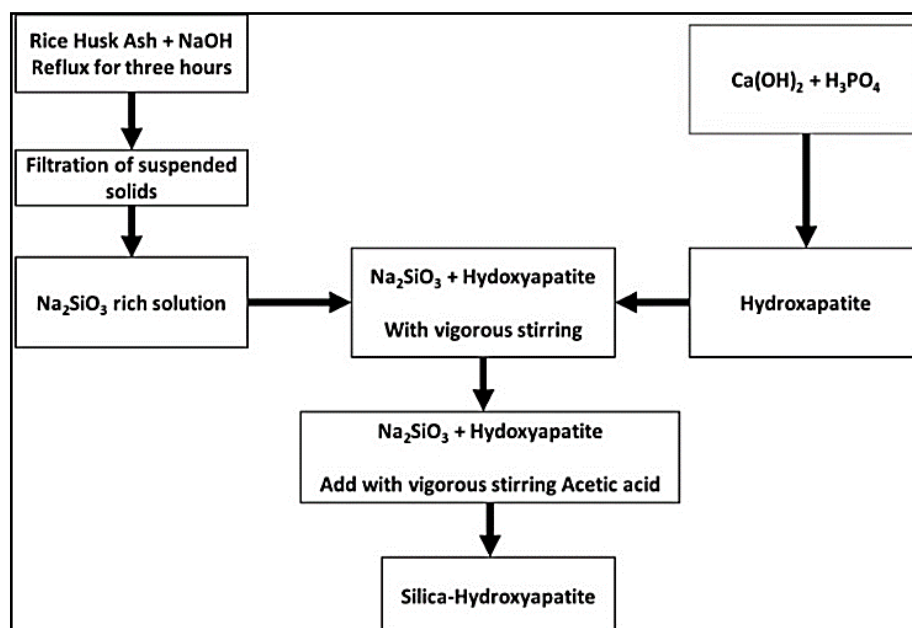 Rice Husk Ash + NaOH
Reflux for three hours
Ca(OH)₂ + H₃PO₄
Filtration of suspended
solids
Na₂SiO₃ rich solution
Na₂SiO₃ + Hydoxyapatite
With vigorous stirring
Hydroxapatite
Na₂SiO₃ + Hydoxyapatite
Add with vigorous stirring Acetic acid
Silica-Hydroxyapatite